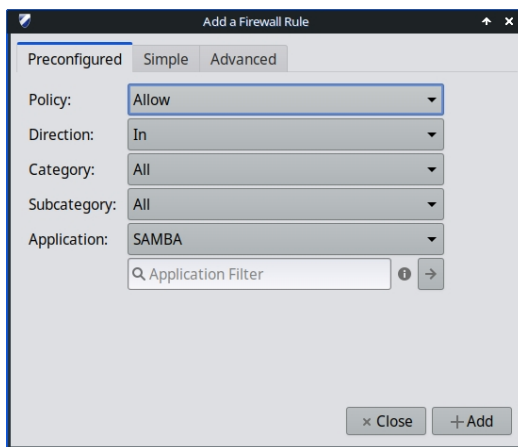 Add a Firewall Rule
Preconfigured Simple Advanced
Policy: Allow
Direction: In
Category: All
Subcategory: All
Application: SAMBA
Application Filter
Close Add